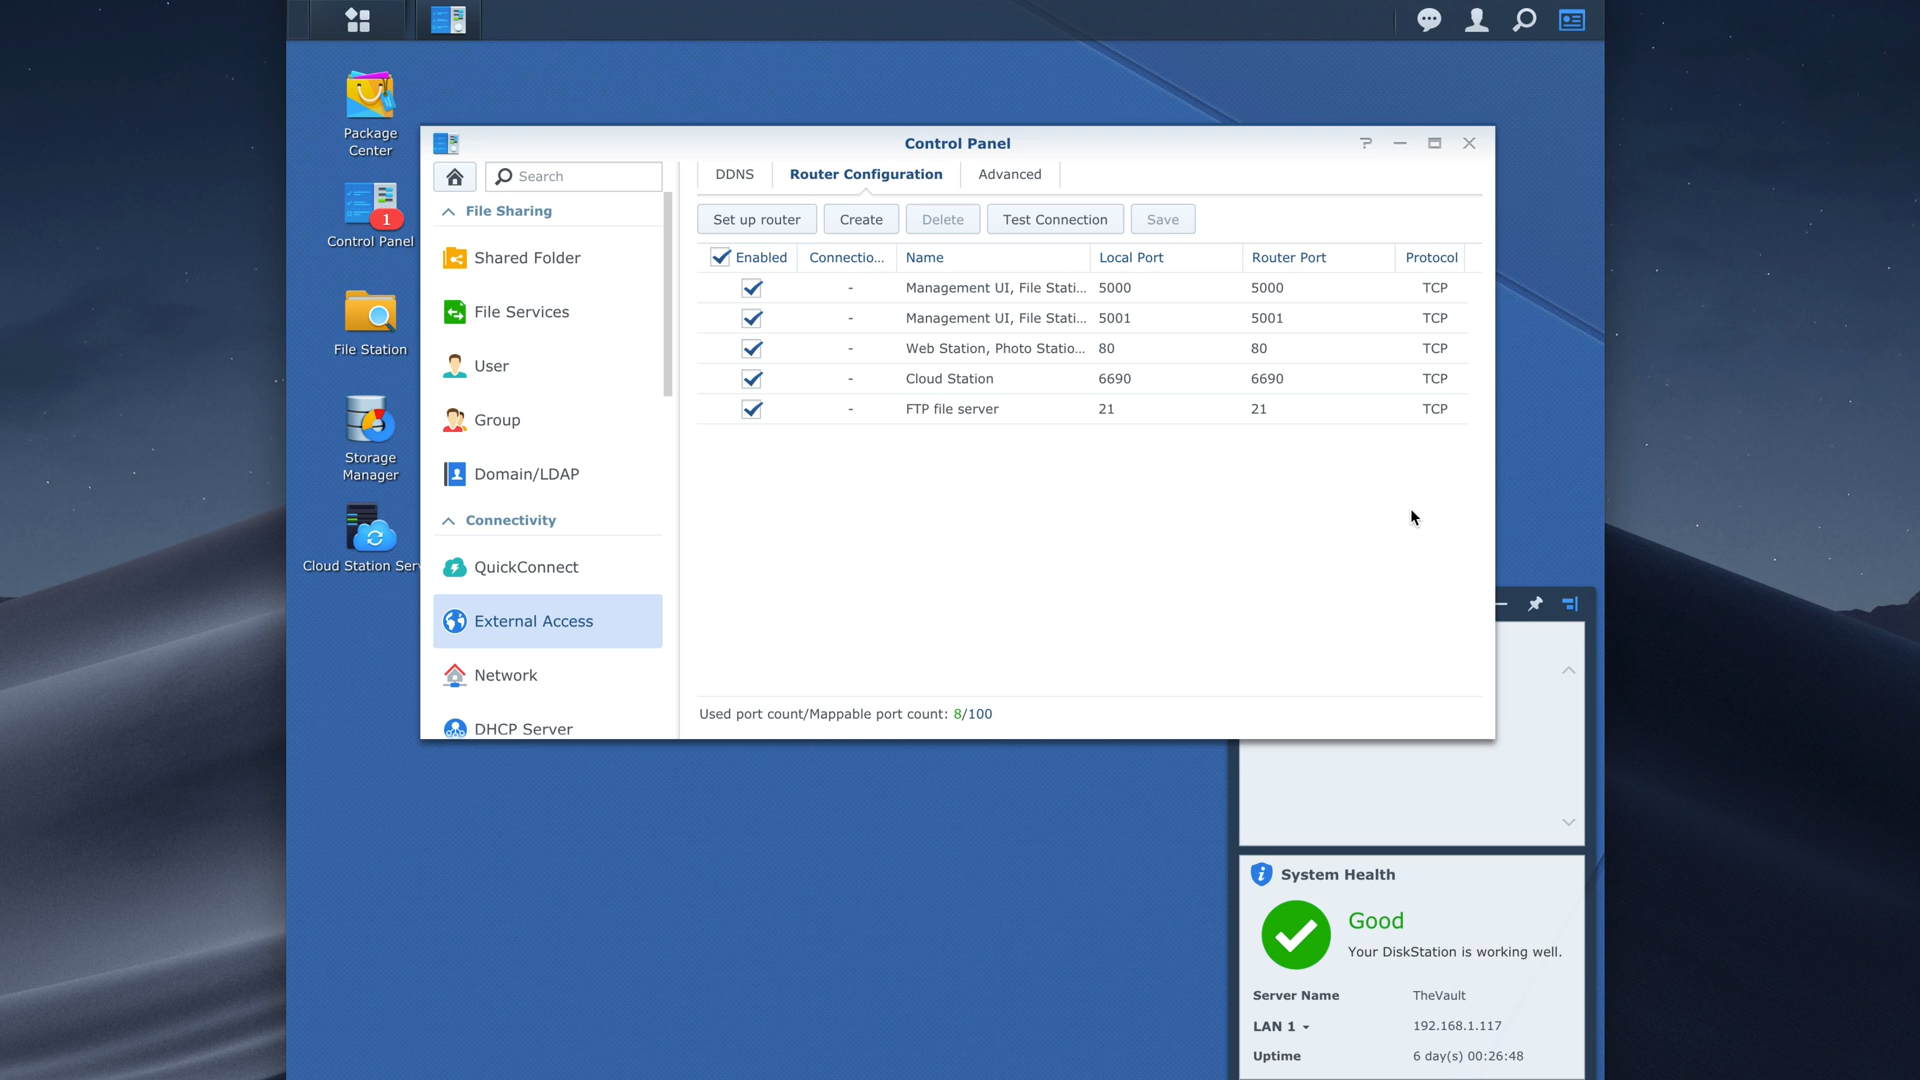 Package
Center
1
Control Panel
File Station
Storage
Manager
Cloud Station Ser
Control Panel
Search
File Sharing
Shared Folder
File Services
User
Group
Domain/LDAP
Connectivity
QuickConnect
External Access
Network
DHCP Server
DDNS Router Configuration Advanced
Set up router Create Delete Test Connection Save
Enabled Connectio... Name Local Port Router Port Protocol
- Management UI, File Stati... 5000 5000 TCP
- Management UI, File Stati... 5001 5001 TCP
- Web Station, Photo Statio... 80 80 TCP
- Cloud Station 6690 6690 TCP
- FTP file server 21 21 TCP
Used port count/Mappable port count: 8/100
System Health
Good
Your DiskStation is working well.
Server Name TheVault
LAN 1 192.168.1.117
Uptime 6 day(s) 00:26:48